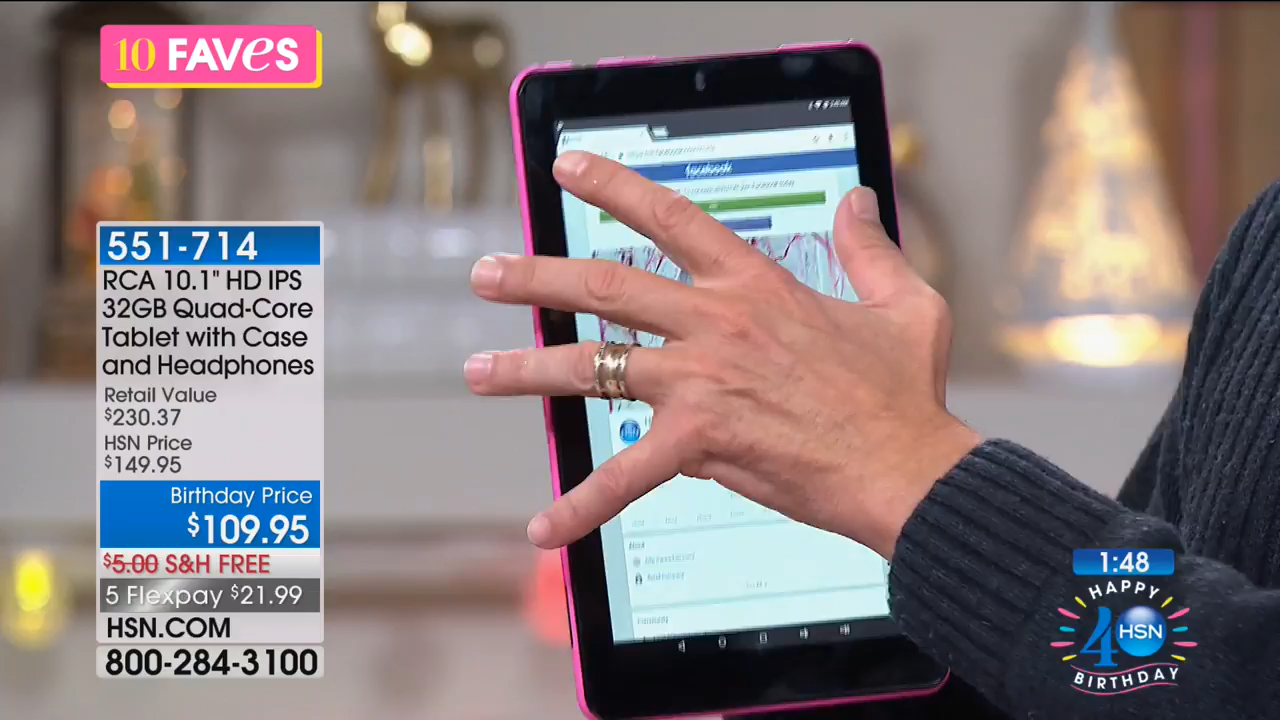 10 FAVeS
551-714
RCA 10.1" HD IPS
32GB Quad-Core
Tablet with Case
and Headphones
Retail Value
$230.37
HSN Price
$149.95
Birthday Price
$109.95
$5.00 S&H FREE
5 Flexpay $21.99
HSN.COM
800-284-3100
facebook
1:48
HAPPY
40 HSN
BIRTHDAY